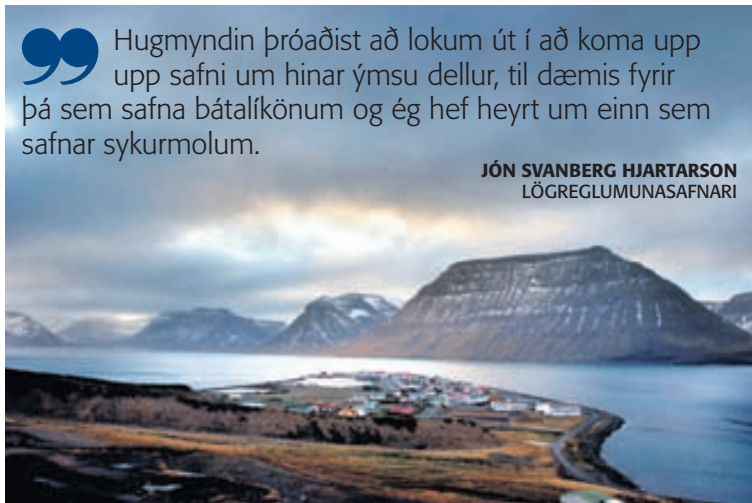 Hugmyndin þróaðist að lokum út í að koma upp
upp safni um hinar ýmsu dellur, til dæmis fyrir
þá sem safna bátalíkönum og ég hef heyrt um einn sem
safnar sykurmolum.
JÓN SVANBERG HJARTARSON
LÖGREGLUMUNASAFNARI